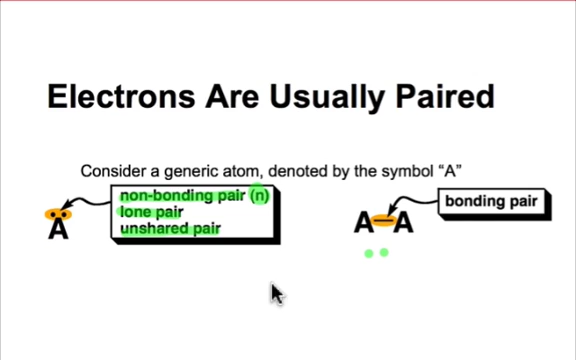 Electrons Are Usually Paired
Consider a generic atom, denoted by the symbol “A”
non-bonding pair (n)
lone pair
unshared pair
A
bonding pair
A—A